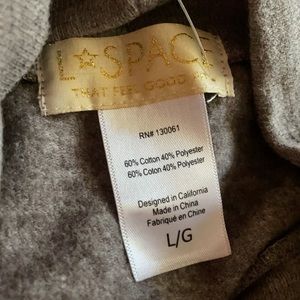 L★SPACE
THAT FEEL GOOD
RN# 130061
60% Cotton 40% Polyester
60% Coton 40% Polyester
Designed in California
Made in China
Fabriqué en Chine
L/G